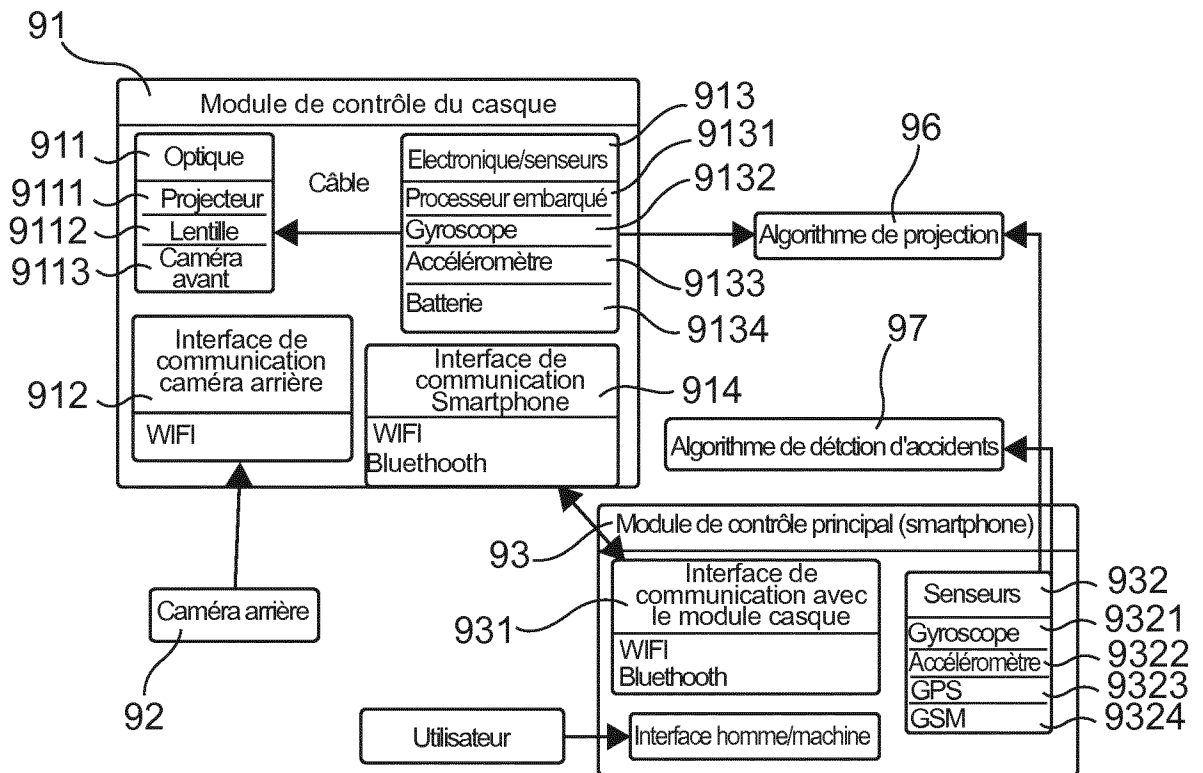 91
Module de contrôle du casque
911
Optique
9111
Projecteur
9112
Lentille
9113
Caméra
avant
Câble
913
Electronique/senseurs
9131
Processeur embarqué
9132
Gyroscope
Accéléromètre
9133
Batterie
9134
96
Algorithme de projection
Interface de
communication
caméra arrière
912
WIFI
Interface de
communication
Smartphone
914
WIFI
Bluethooth
97
Algorithme de détction d'accidents
93
Module de contrôle principal (smartphone)
Caméra arrière
92
Interface de
communication avec
le module casque
931
WIFI
Bluethooth
Senseurs
932
Gyroscope
9321
Accéléromètre
9322
GPS
9323
GSM
9324
Utilisateur
Interface homme/machine